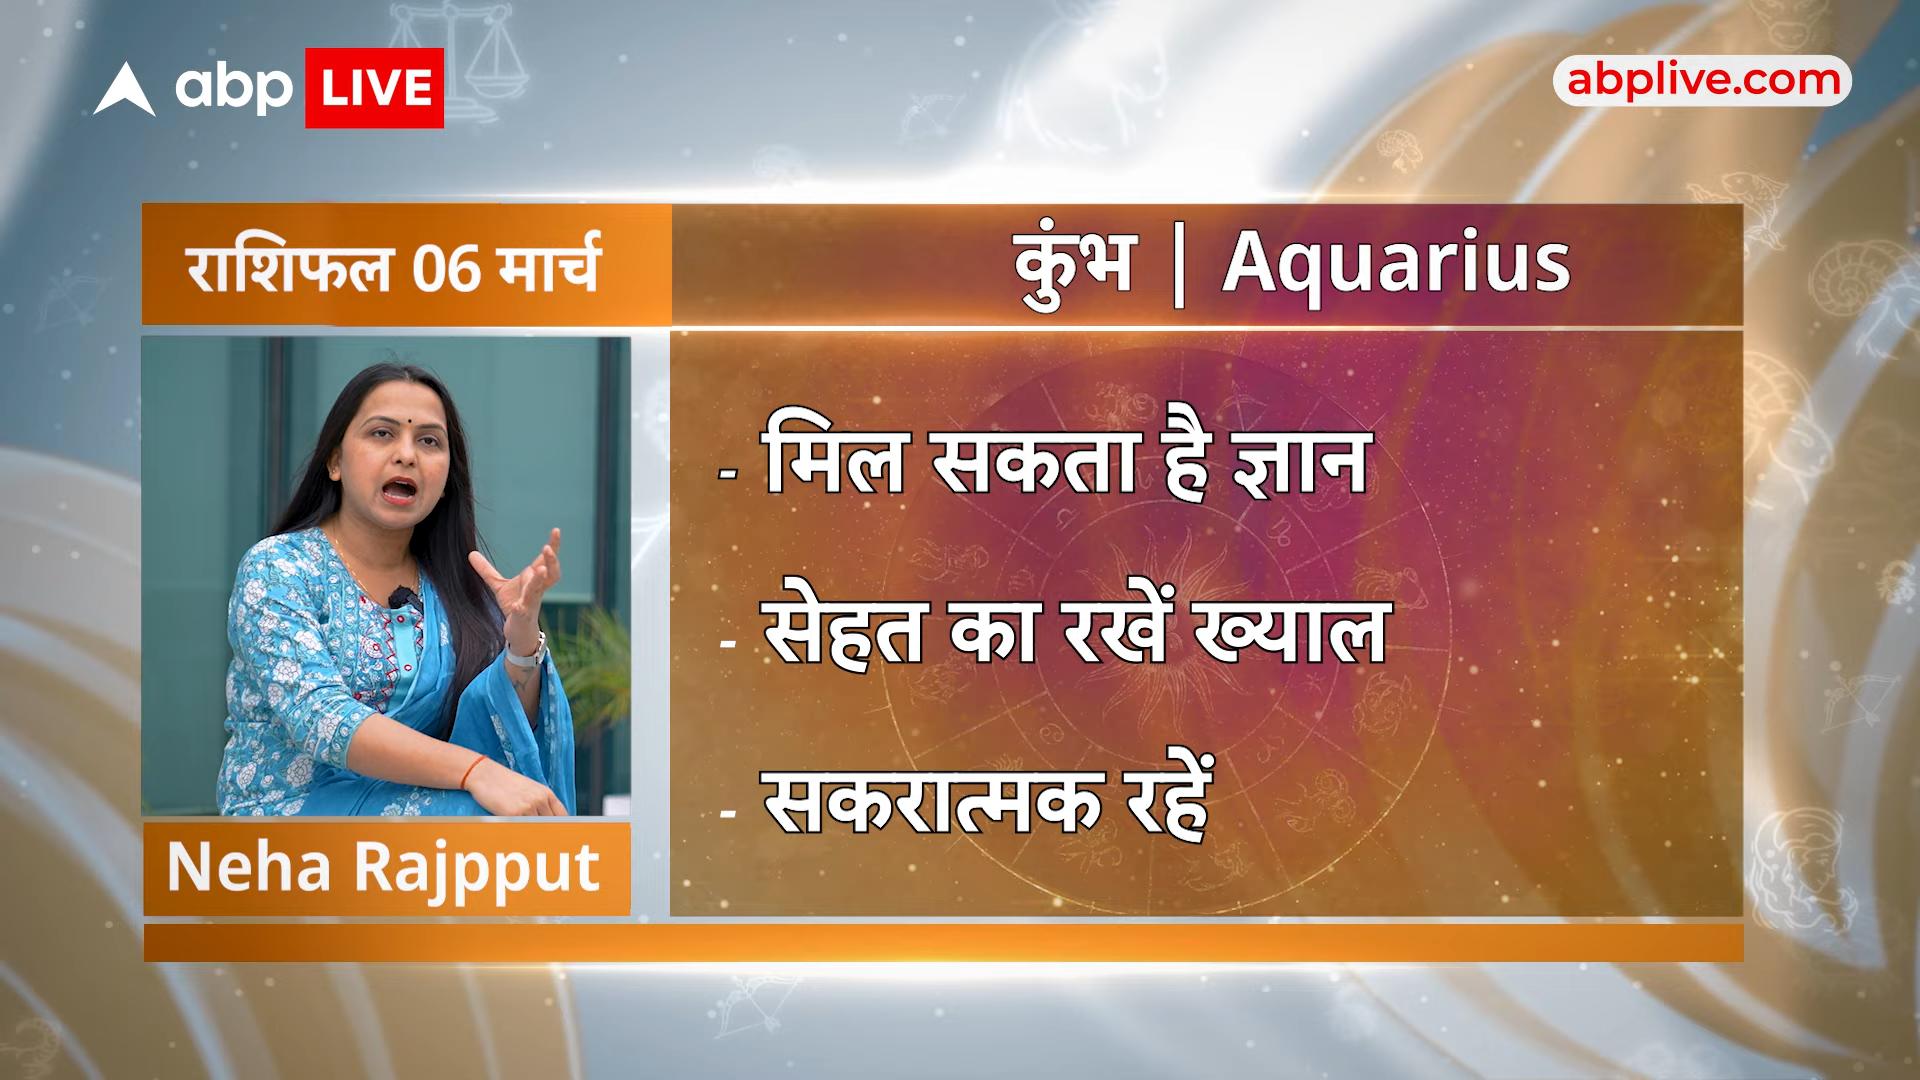 abp LIVE
abplive.com
राशिफल 06 मार्च
कुंभ | Aquarius
- मिल सकता है ज्ञान
- सेहत का रखें ख्याल
- सकरात्मक रहें
Neha Rajpput